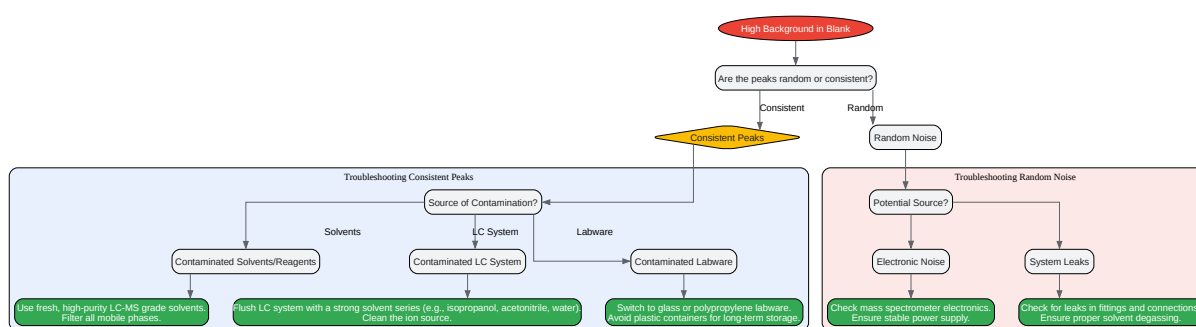 High Background in Blank
Are the peaks random or consistent?
Consistent
Random
Consistent Peaks
Random Noise
Troubleshooting Consistent Peaks
Troubleshooting Random Noise
Source of Contamination?
Potential Source?
Solvents
LC System
Labware
Contaminated Solvents/Reagents
Contaminated LC System
Contaminated Labware
Electronic Noise
System Leaks
Use fresh, high-purity LC-MS grade solvents.
Filter all mobile phases.
Flush LC system with a strong solvent series (e.g., isopropanol, acetonitrile, water).
Clean the ion source.
Switch to glass or polypropylene labware.
Avoid plastic containers for long-term storage.
Check mass spectrometer electronics.
Ensure stable power supply.
Check for leaks in fittings and connection
Ensure proper solvent degassing.